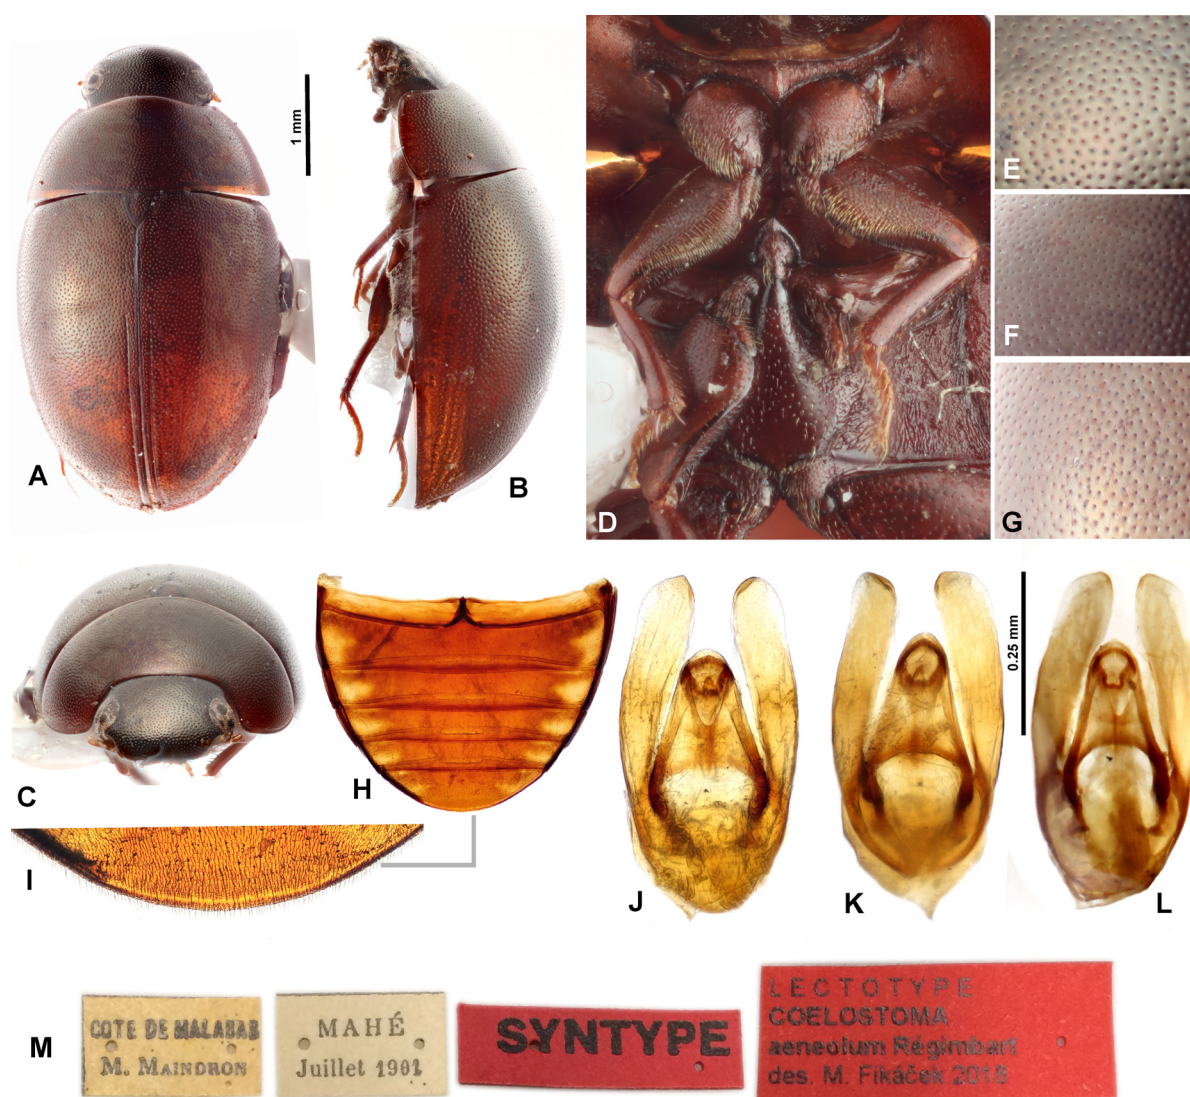 A
B
1 mm
D
E
F
G
C
H
I
J
K
L
0.25 mm
M
COTE DE MALABAR
M. MAINDRON
MAHÉ
Juillet 1901
SYNTYPE
LECTOTYPE
COELOSTOMA
aeneolum Régimbart
des. M. Fikáček 2018